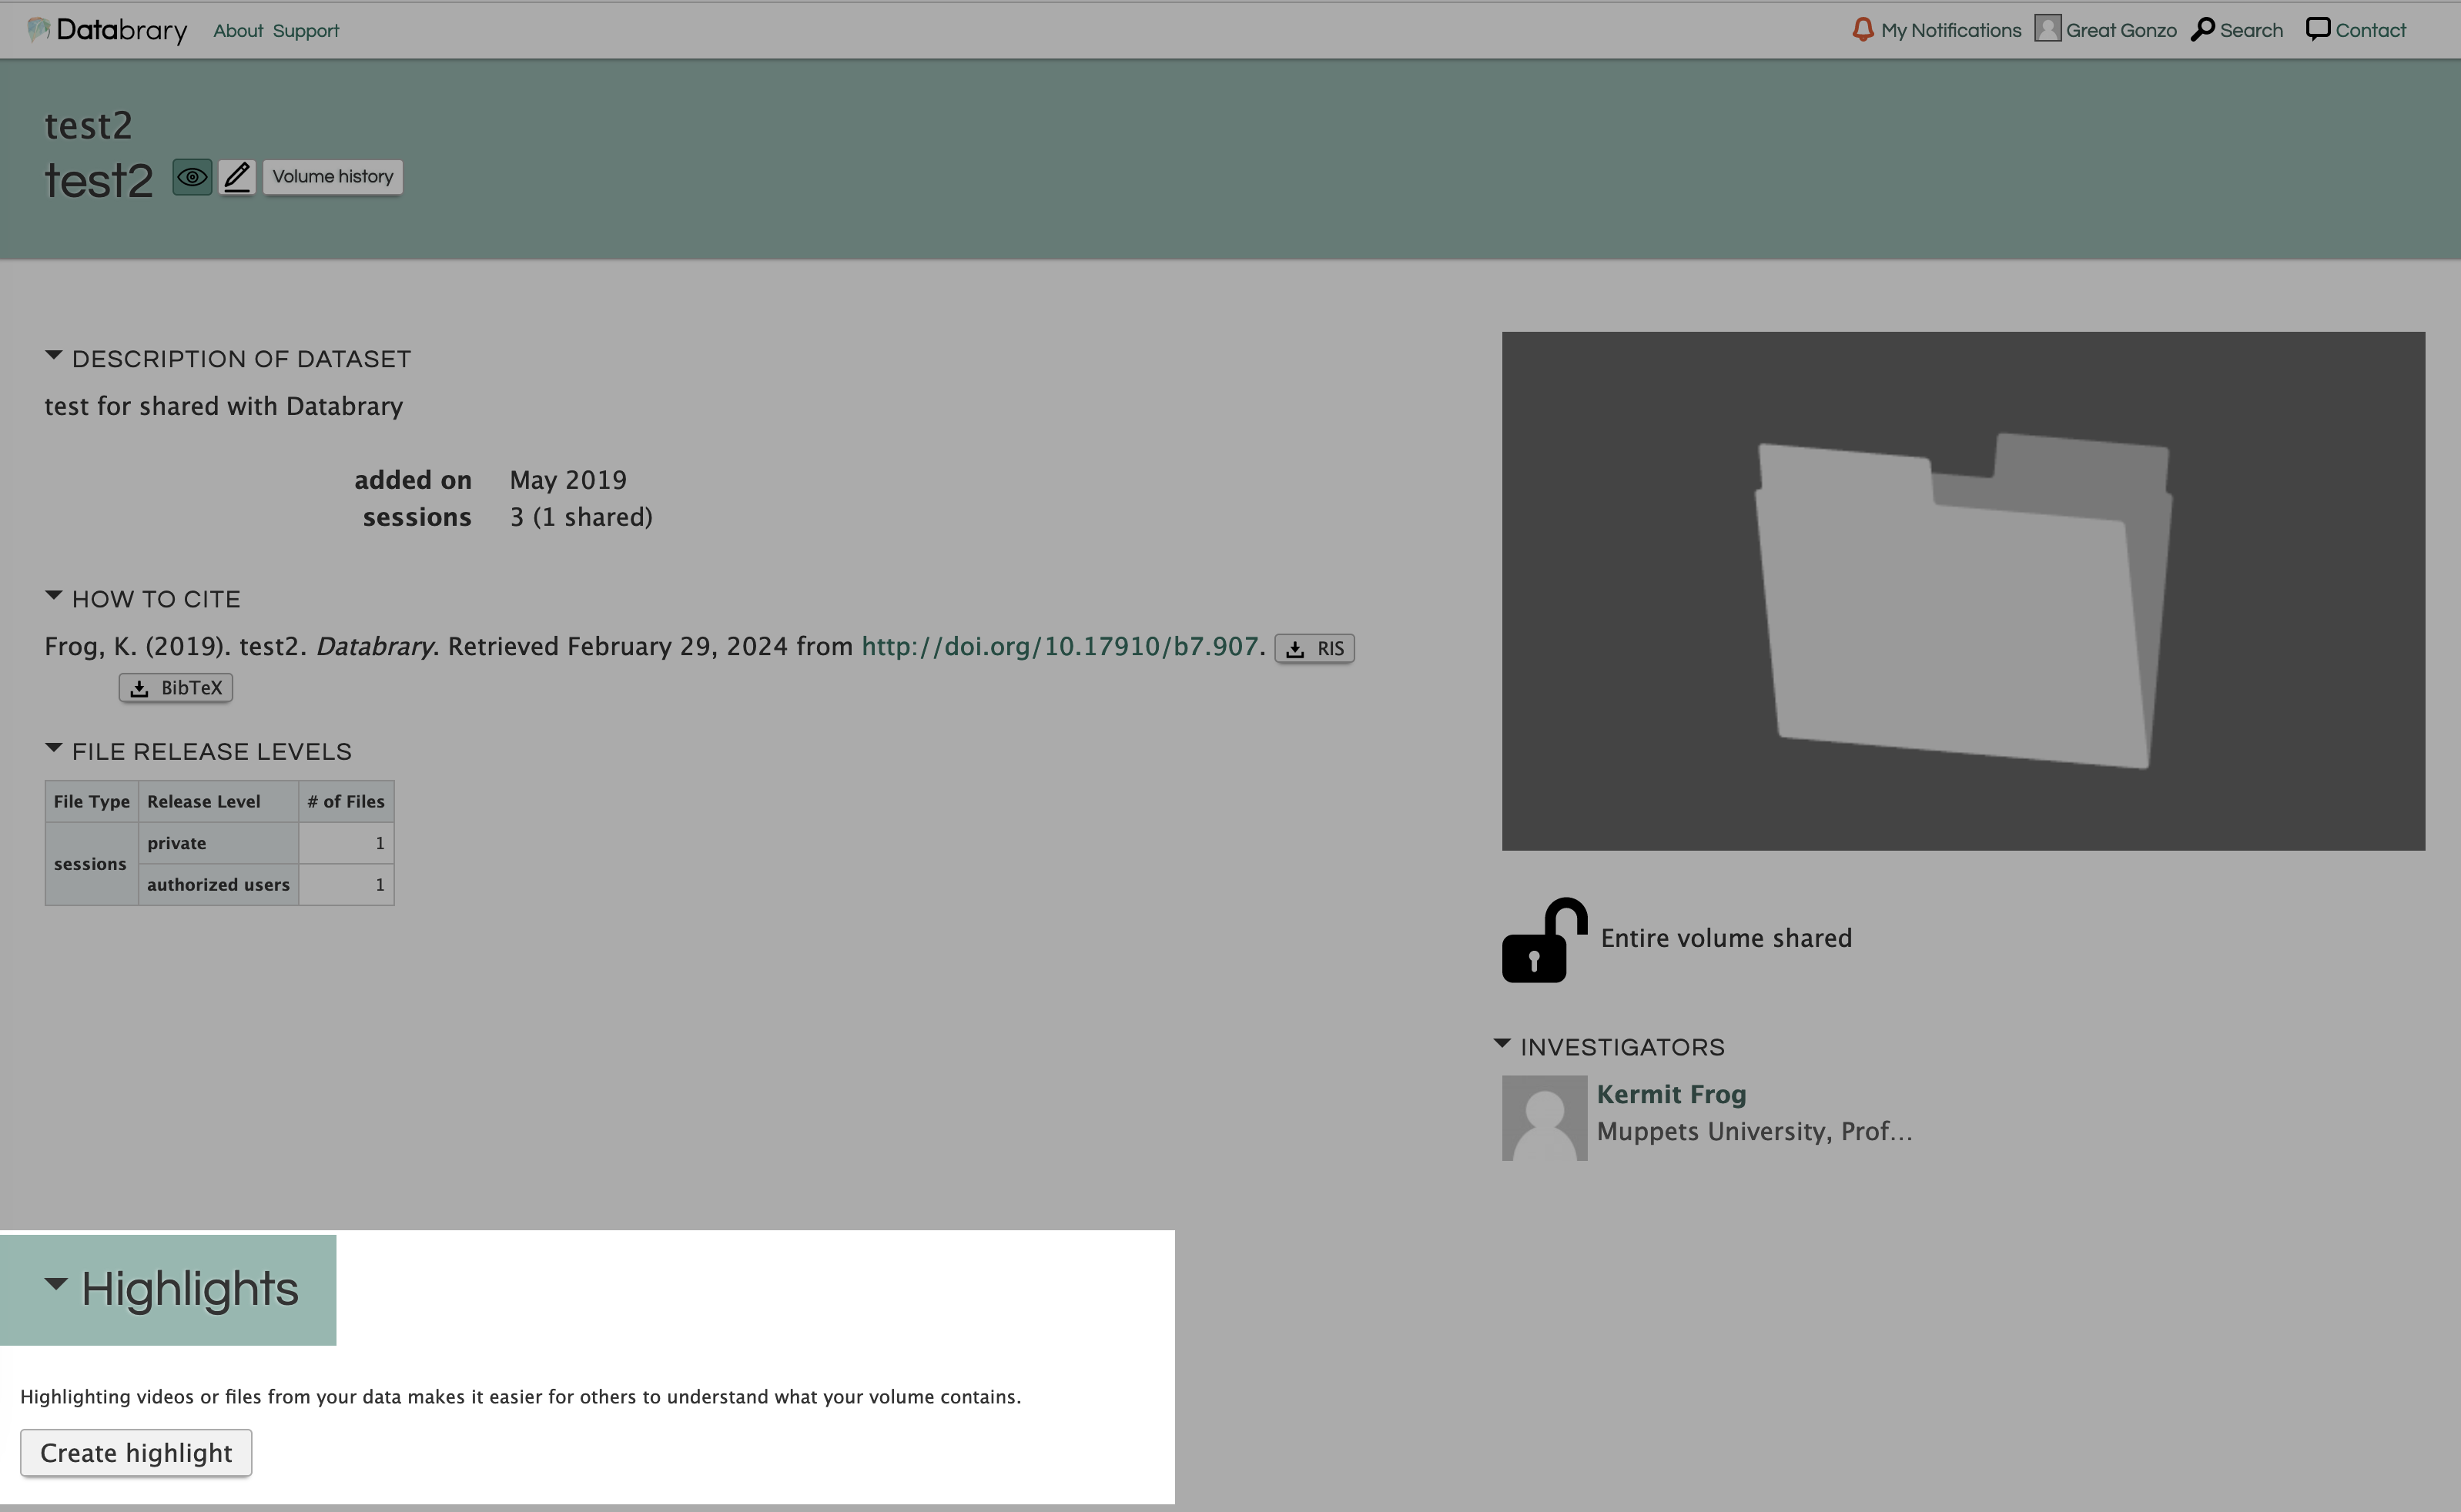 Databrary About Support My Notifications Great Gonzo Search Contact
test2
test2 Volume history
DESCRIPTION OF DATASET
test for shared with Databrary
added on May 2019
sessions 3 (1 shared)
HOW TO CITE
Frog, K. (2019). test2. Databrary. Retrieved February 29, 2024 from http://doi.org/10.17910/b7.907. RIS
BibTeX
FILE RELEASE LEVELS
File Type Release Level # of Files
sessions
private 1
authorized users 1
Entire volume shared
INVESTIGATORS
Kermit Frog
Muppets University, Prof...
Highlights
Highlighting videos or files from your data makes it easier for others to understand what your volume contains.
Create highlight